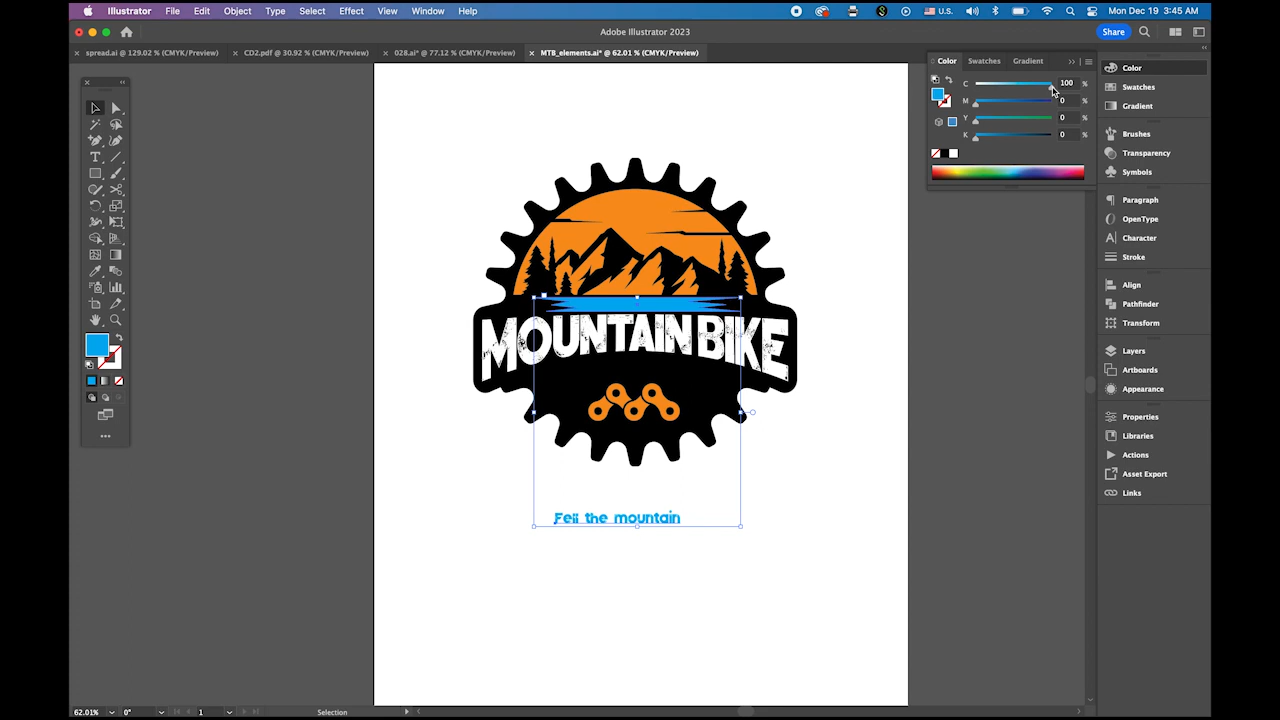 Illustrator File Edit Object Type Select Effect View Window Help U.S. Mon Dec 19 3:45 AM
Adobe Illustrator 2023 Share
spread.ai @ 129.02 % (CMYK/Preview) CD2.pdf @ 30.92 % (CMYK/Preview) 028.ai* @ 77.12 % (CMYK/Preview) MTB_elements.ai* @ 62.01 % (CMYK/Preview)
Color Swatches Gradient
C 100 %
M 0 %
Y 0 %
K 0 %
Color
Swatches
Gradient
Brushes
Transparency
Symbols
Paragraph
OpenType
Character
Stroke
Align
Pathfinder
Transform
Layers
Artboards
Appearance
Properties
Libraries
Actions
Asset Export
Links
MOUNTAIN BIKE
Fell the mountain
62.01% 0° 1 Selection